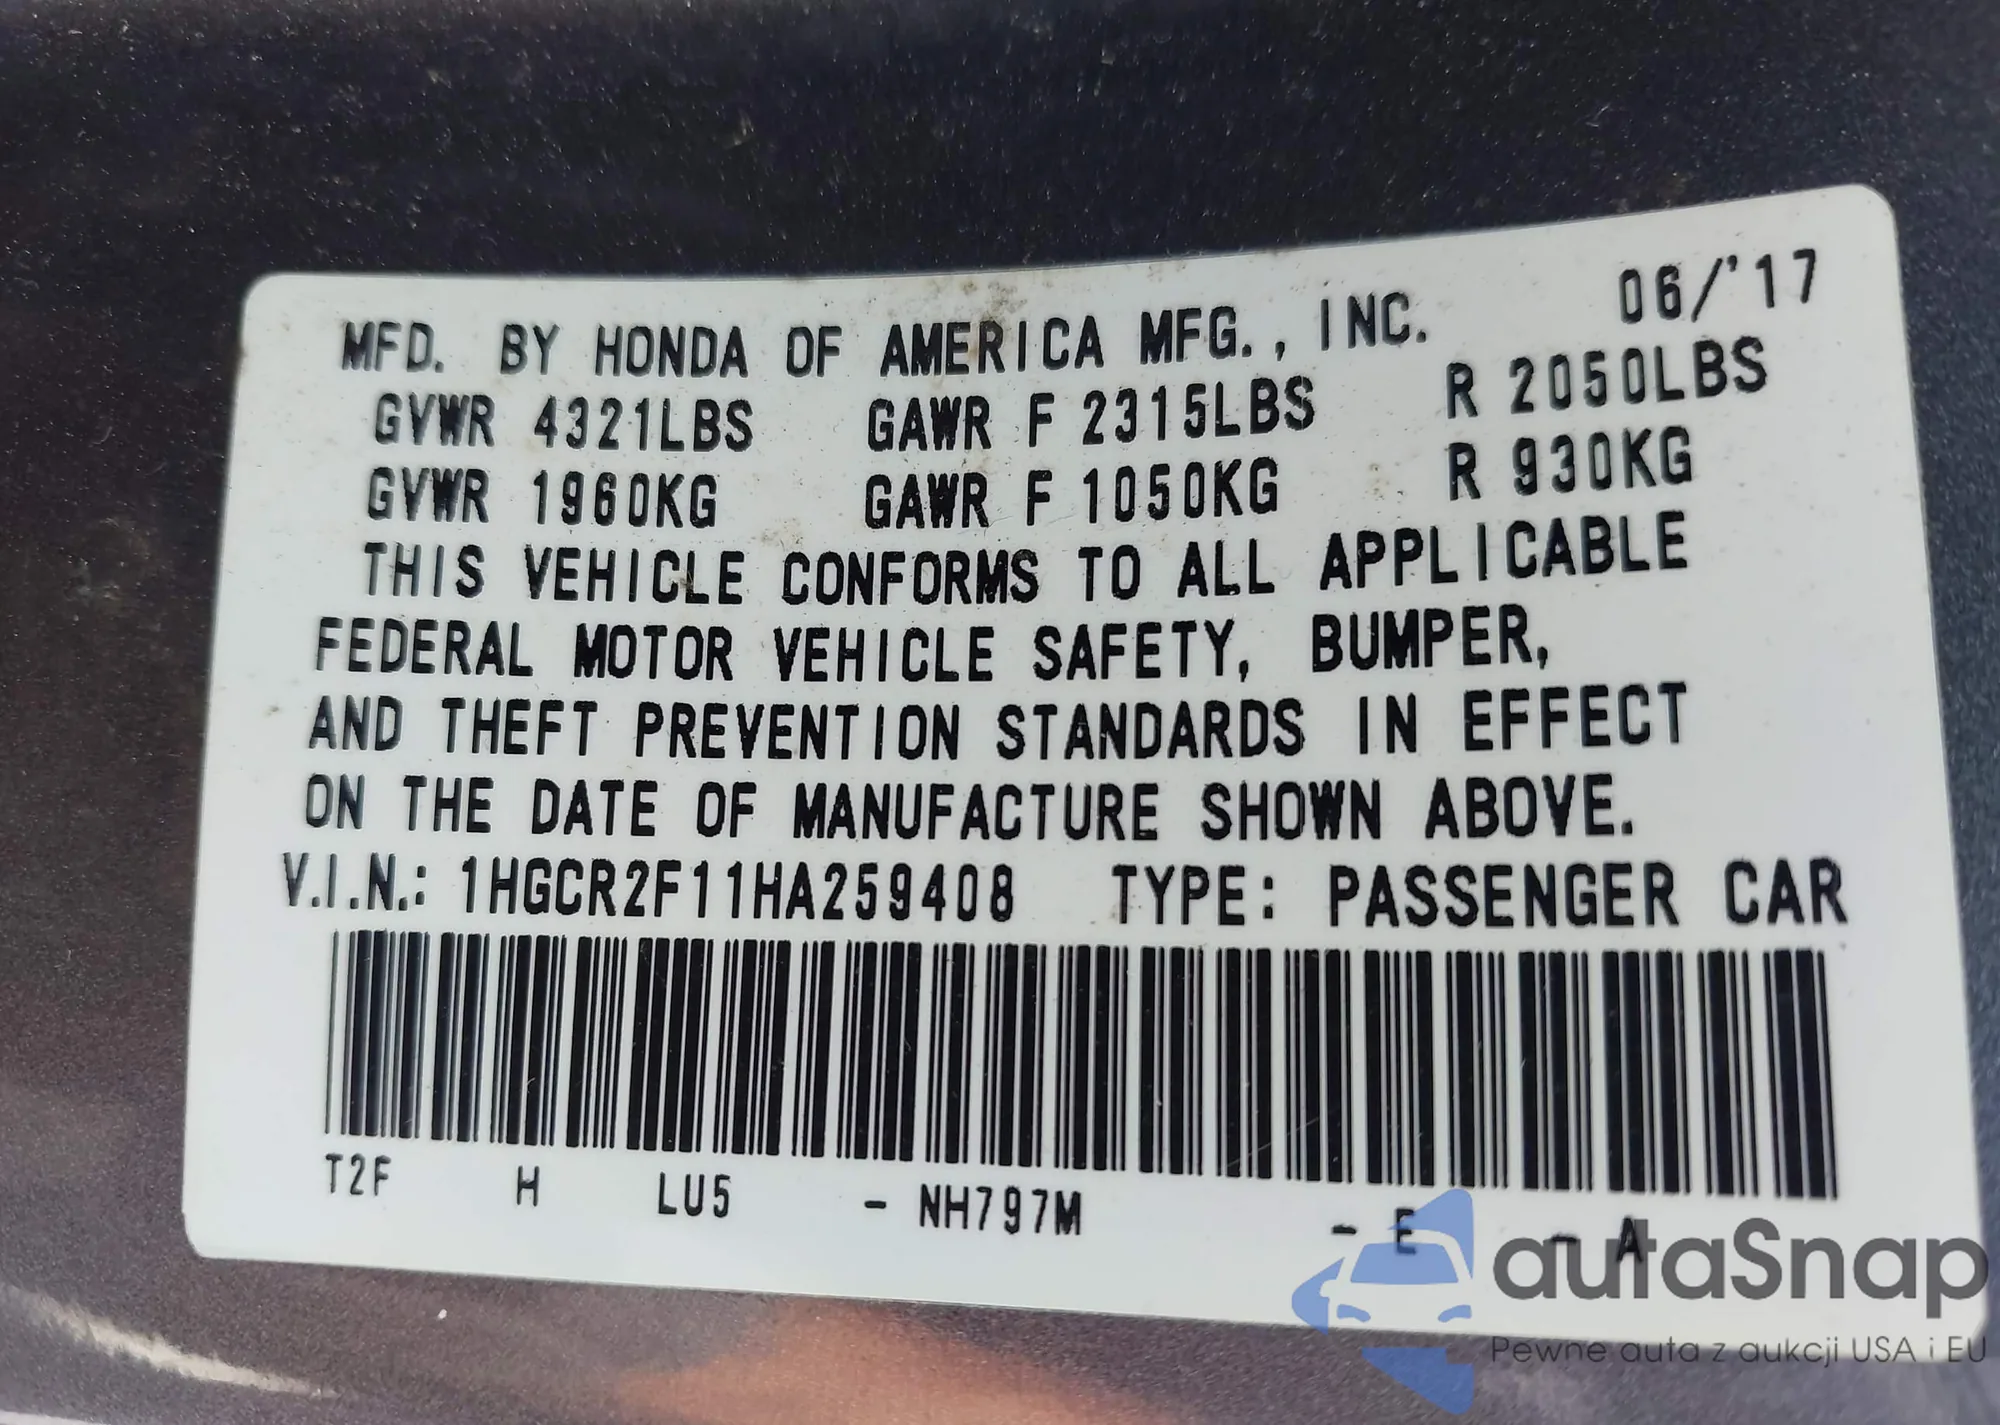 06/'17
MFD. BY HONDA OF AMERICA MFG., INC.
GVWR 4321LBS GAWR F 2315LBS R 2050LBS
GVWR 1960KG GAWR F 1050KG R 930KG
THIS VEHICLE CONFORMS TO ALL APPLICABLE
FEDERAL MOTOR VEHICLE SAFETY, BUMPER,
AND THEFT PREVENTION STANDARDS IN EFFECT
ON THE DATE OF MANUFACTURE SHOWN ABOVE.
V.I.N.: 1HGCR2F11HA259408 TYPE: PASSENGER CAR
T2F H LU5 - NH797M - E - A
autaSnap
Pewne auta z aukcji USA i EU